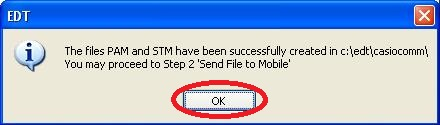 EDT
The files PAM and STM have been successfully created in c:\edt\casiocomm\
You may proceed to Step 2 'Send File to Mobile'
OK